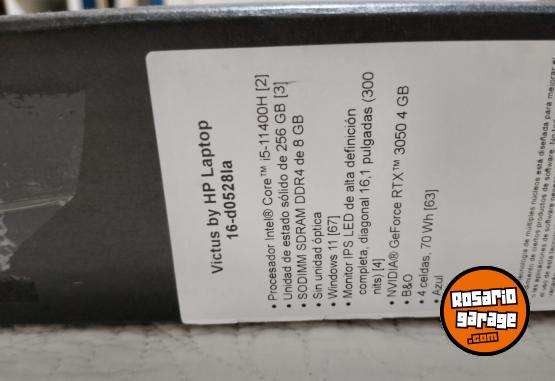 Victus by HP Laptop
16-d0528la
• Procesador Intel® Core™ i5-11400H [2]
• Unidad de estado sólido de 256 GB [3]
• SODIMM SDRAM DDR4 de 8 GB
• Sin unidad óptica
• Windows 11 [67]
• Monitor IPS LED de alta definición
completa, diagonal 16,1 pulgadas (300
nits) [4]
• NVIDIA® GeForce RTX™ 3050 4 GB
• B&O
• 4 celdas, 70 Wh [63]
• Azul
Rosario
garage
.com